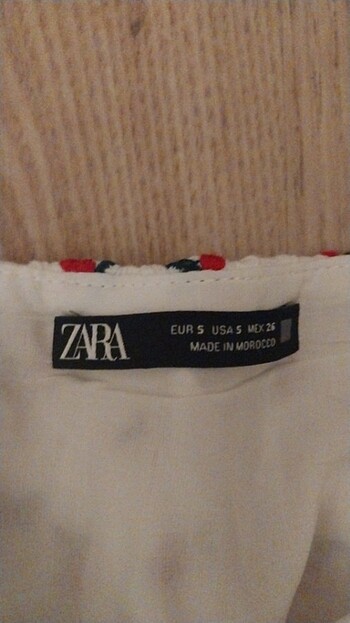 ZARA
EUR S USA S MEX 26
MADE IN MOROCCO